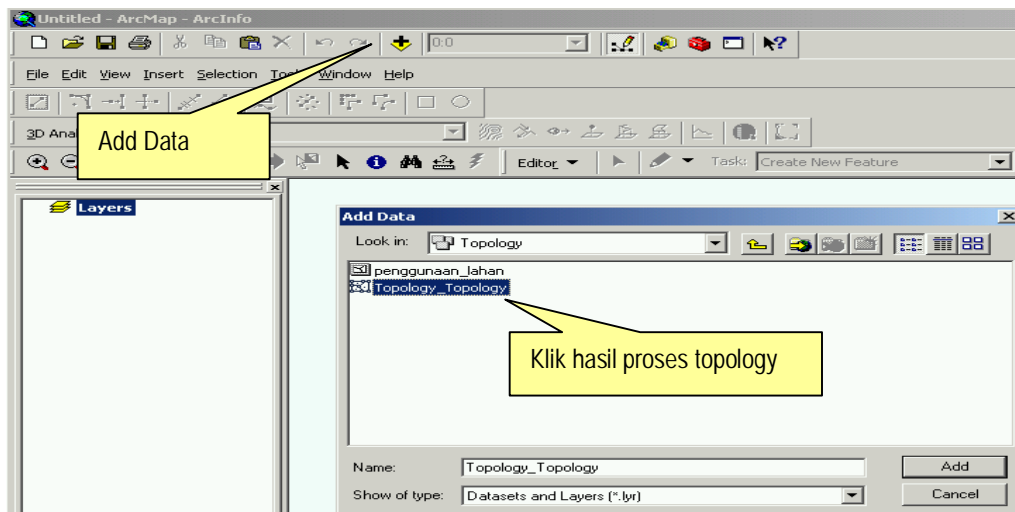 Untitled - ArcMap - ArcInfo
0:0
File Edit View Insert Selection Window Help
Add Data
3D
Editor Task: Create New Feature
Layers
Add Data
Look in: Topology
penggunaan_lahan
Topology_Topology
Klik hasil proses topology
Name: Topology_Topology Add
Show of type: Datasets and Layers (*.lyr) Cancel